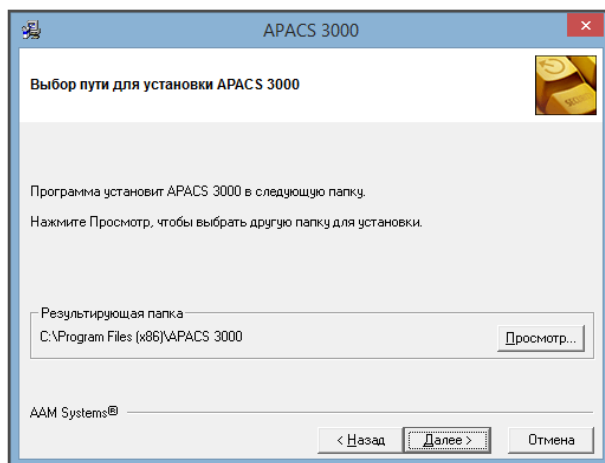 APACS 3000
Выбор пути для установки APACS 3000
Программа установит APACS 3000 в следующую папку.
Нажмите Просмотр, чтобы выбрать другую папку для установки.
Результирующая папка
C:\Program Files (x86)\APACS 3000
Просмотр...
AAM Systems®
< Назад
Далее >
Отмена